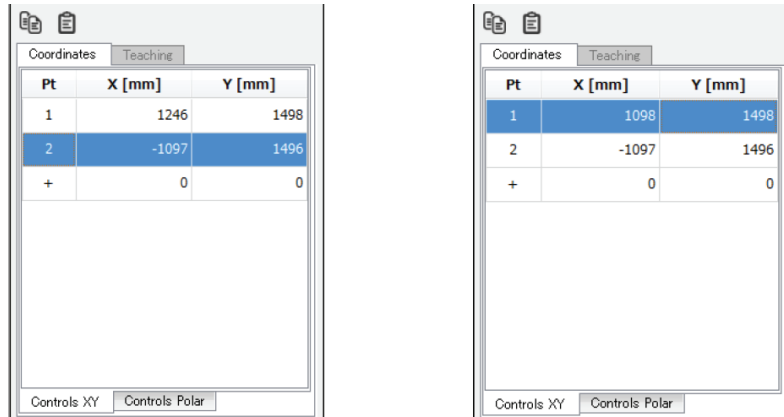 Coordinates Teaching
Pt X [mm] Y [mm]
1 1246 1498
2 -1097 1496
+ 0 0
Controls XY Controls Polar
Coordinates Teaching
Pt X [mm] Y [mm]
1 1098 1498
2 -1097 1496
+ 0 0
Controls XY Controls Polar